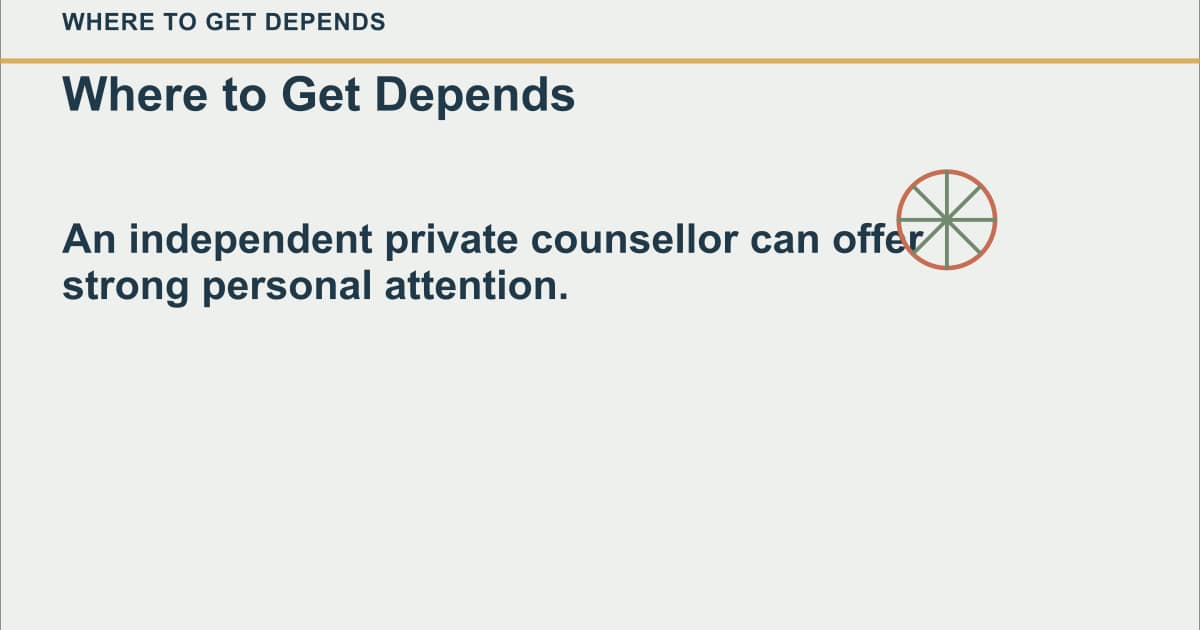 WHERE TO GET DEPENDS
Where to Get Depends
An independent private counsellor can offer
strong personal attention.